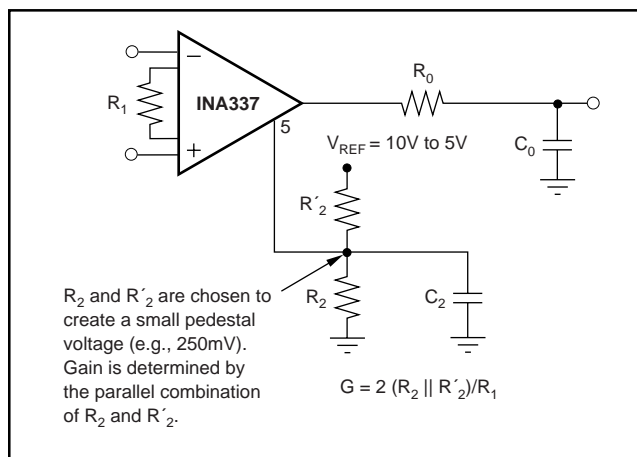 R0
R1
−
INA337
+
5
VREF = 10V to 5V
C0
R´2
R2
C2
R2 and R´2 are chosen to
create a small pedestal
voltage (e.g., 250mV).
Gain is determined by
the parallel combination
of R2 and R´2.
G = 2 (R2 || R´2)/R1